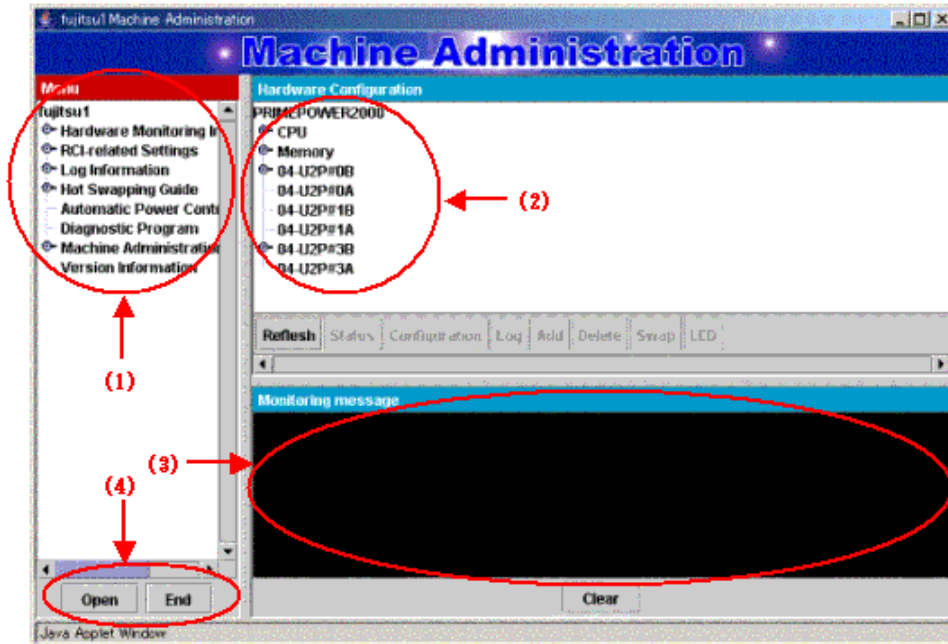 fujitsu1 Machine Administration
Machine Administration
Menu
fujitsu1
Hardware Monitoring In
RCI-related Settings
Log Information
Hot Swapping Guide
Automatic Power Contr
Diagnostic Program
Machine Administration
Version Information
(1)
(4)
Open End
Hardware Configuration
PRIMEPOWER2000
CPU
Memory
04-U2P#0B
04-U2P#0A
04-U2P#1B
04-U2P#1A
04-U2P#3B
04-U2P#3A
(2)
Reflesh Status Configuration Log Add Delete Swap LED
Monitoring message
(3)
Clear
Java Applet Window